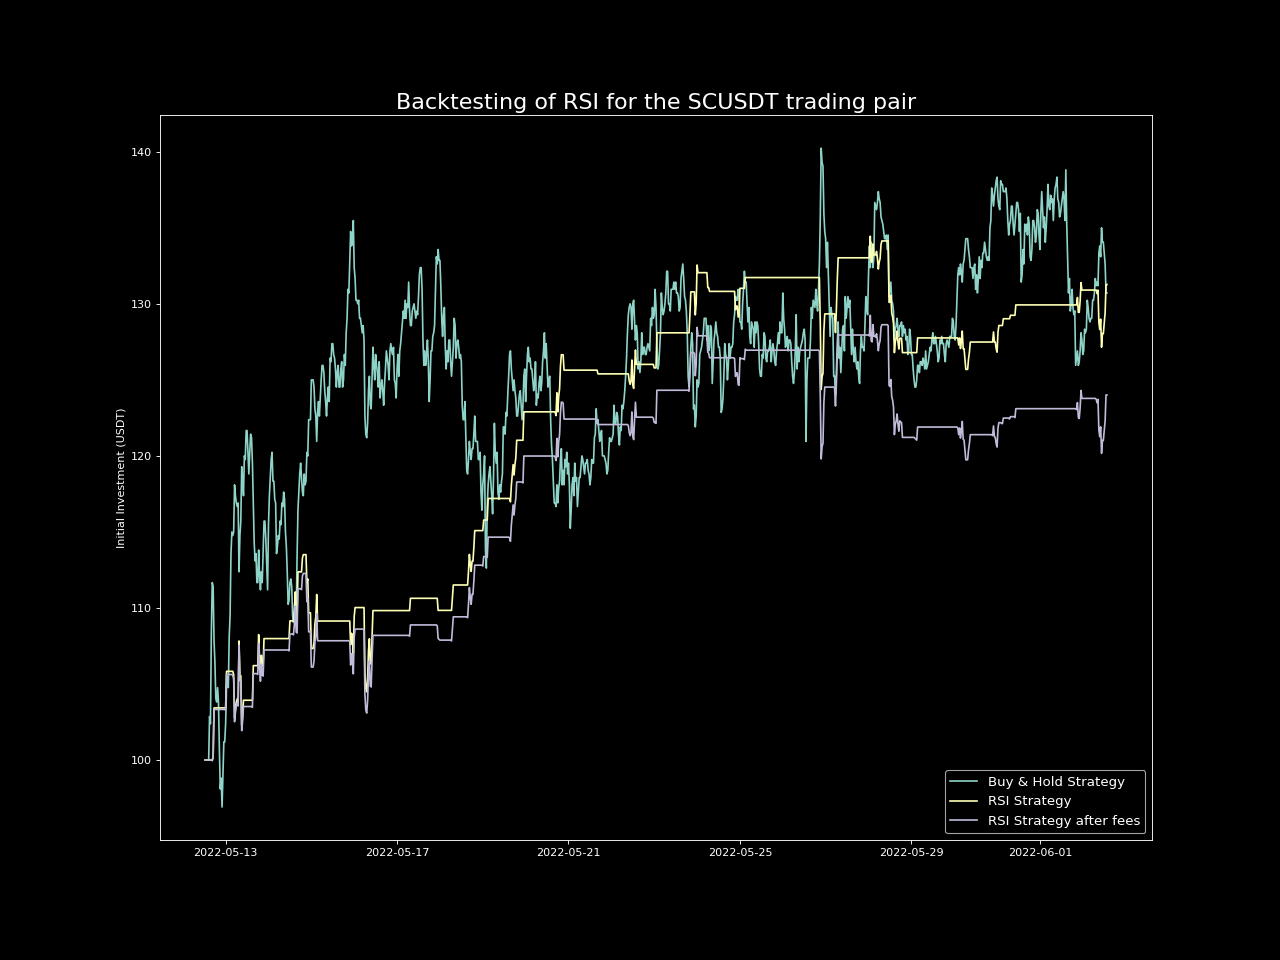 Backtesting of RSI for the SCUSDT trading pair
Initial Investment (USDT)
140
130
120
110
100
2022-05-13
2022-05-17
2022-05-21
2022-05-25
2022-05-29
2022-06-01
Buy & Hold Strategy
RSI Strategy
RSI Strategy after fees